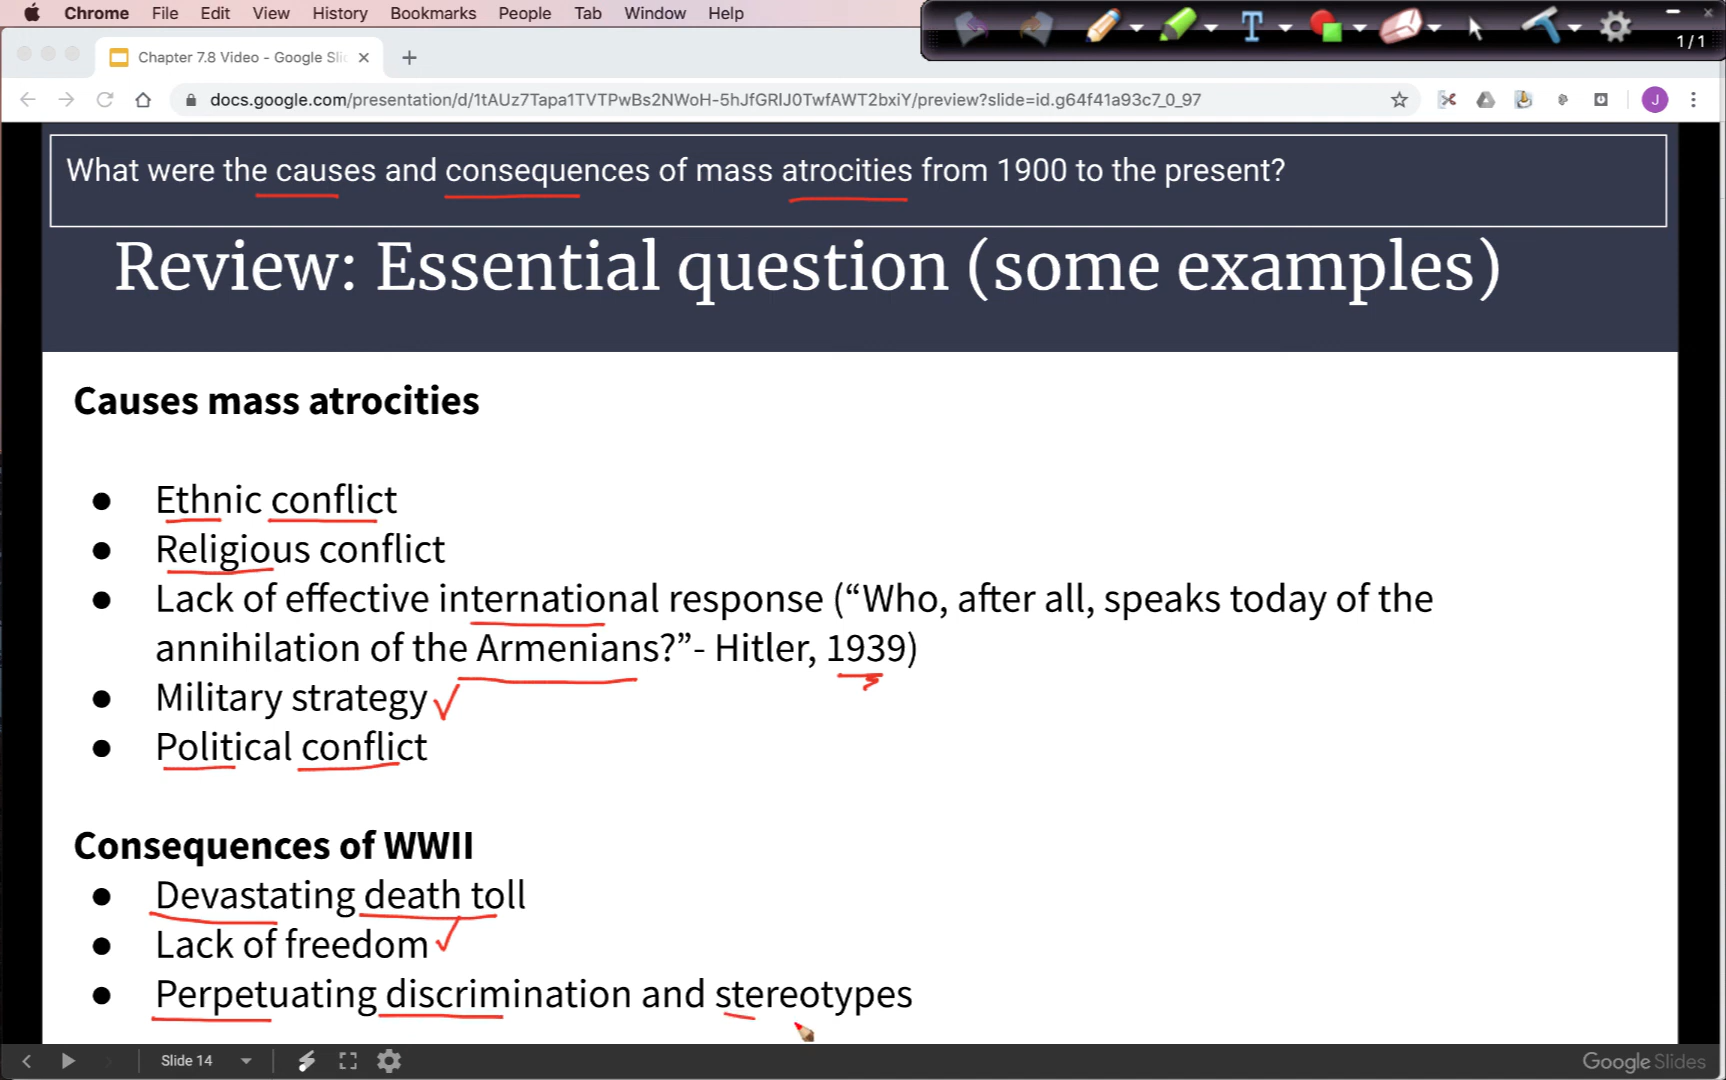 Chrome File Edit View History Bookmarks People Tab Window Help
1/1
Chapter 7.8 Video - Google Slic
docs.google.com/presentation/d/1tAUz7Tapa1TVTPwBs2NWoH-5hJfGRIJ0TwfAWT2bxiY/preview?slide=id.g64f41a93c7_0_97
J
What were the causes and consequences of mass atrocities from 1900 to the present?
Review: Essential question (some examples)
Causes mass atrocities
● Ethnic conflict
● Religious conflict
● Lack of effective international response (“Who, after all, speaks today of the
annihilation of the Armenians?”- Hitler, 1939)
● Military strategy
● Political conflict
Consequences of WWII
● Devastating death toll
● Lack of freedom
● Perpetuating discrimination and stereotypes
Slide 14
Google Slides